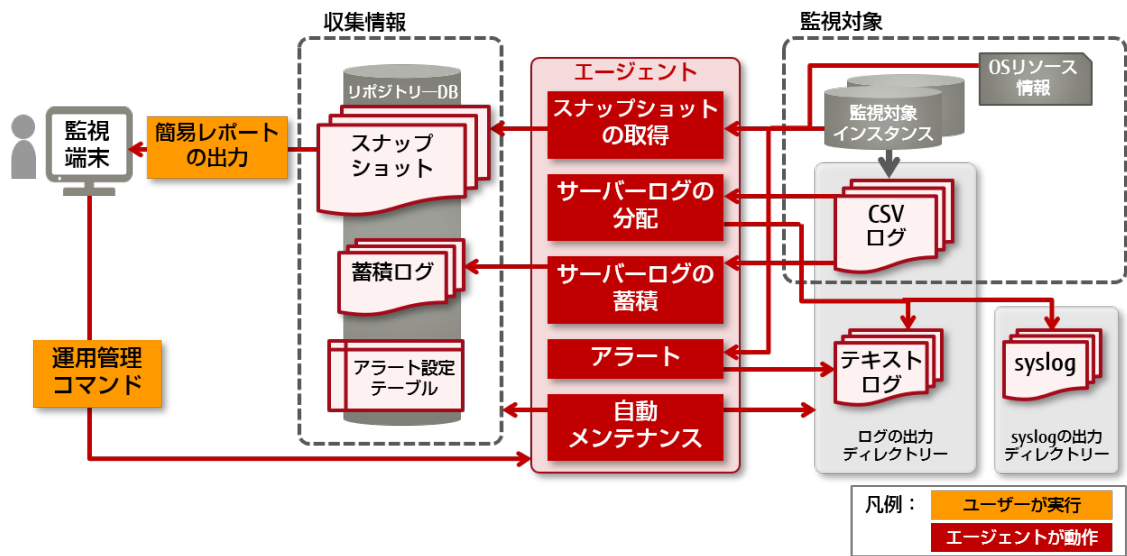 収集情報
監視対象
エージェント
OSリソース
情報
リポジトリ―DB
監視
端末
簡易レポート
の出力
スナップ
ショット
スナップショット
の取得
監視対象
インスタンス
サーバーログの
分配
CSV
ログ
蓄積ログ
サーバーログの
蓄積
運用管理
コマンド
アラート設定
テーブル
アラート
テキスト
ログ
syslog
自動
メンテナンス
ログの出力
ディレクトリー
syslogの出力
ディレクトリー
凡例：
ユーザーが実行
エージェントが動作